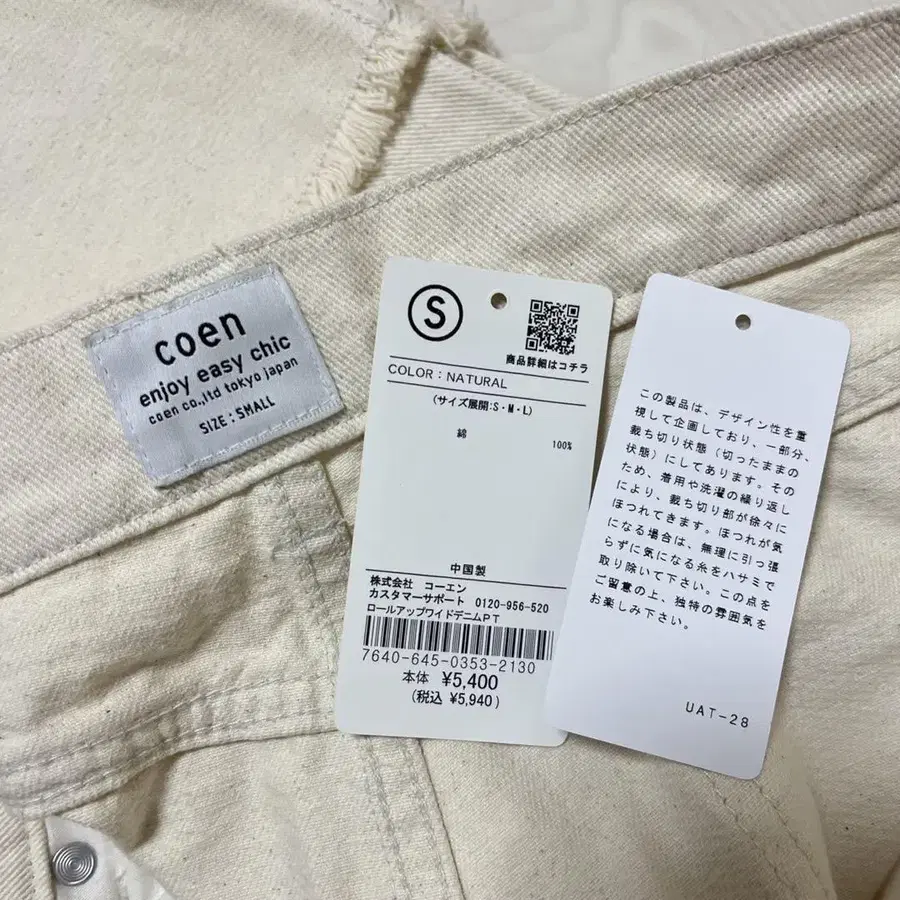 coen
enjoy easy chic
coen co.,ltd tokyo japan
SIZE : SMALL
S
商品詳細はコチラ
COLOR : NATURAL
(サイズ展開:S・M・L)
綿 100%
中国製
株式会社 コーエン
カスタマーサポート 0120-956-520
ロールアップワイドデニムPT
7640-645-0353-2130
本体 ¥5,400
(税込 ¥5,940)
この製品は、デザイン性を重
視して企画しており、一部分、
裁ち切り状態（切ったままの
状態）にしてあります。その
ため、着用や洗濯の繰り返し
により、裁ち切り部が徐々に
ほつれてきます。ほつれが気
になる場合は、無理に引っ張
らずに気になる糸をハサミで
取り除いて下さい。この点を
ご留意の上、独特の雰囲気を
お楽しみ下さい。
UAT-28